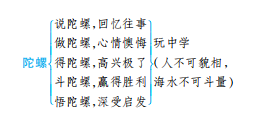 说陀螺,回忆往事
做陀螺,心情懊悔 玩中学
陀螺 得陀螺,高兴极了 (人不可貌相,
斗陀螺,赢得胜利 海水不可斗量)
悟陀螺,深受启发